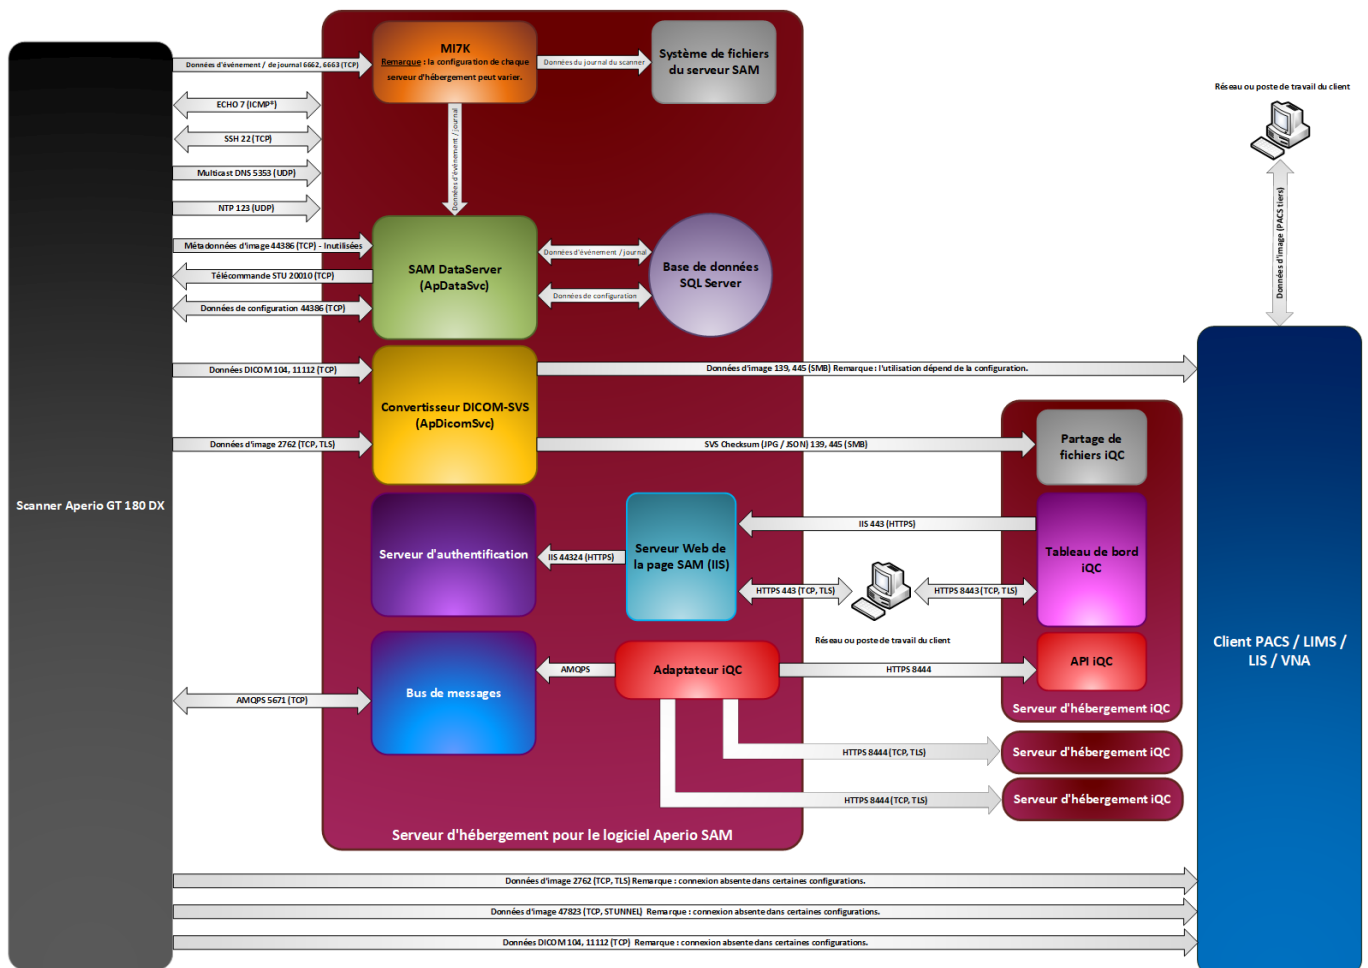 MI7K
Remarque : la configuration de chaque
serveur d'hébergement peut varier.
Système de fichiers
du serveur SAM
Données d'événement / de journal 6662, 6663 (TCP)
Données du journal du scanner
Réseau ou poste de travail du client
ECHO 7 (ICMP*)
SSH 22 (TCP)
Données d'événement / journal
Multicast DNS 5353 (UDP)
NTP 123 (UDP)
Données d'image (PACS tiers)
Métadonnées d'image 44386 (TCP) - Inutilisées
Télécommande STU 20010 (TCP)
Données de configuration 44386 (TCP)
SAM DataServer
(ApDataSvc)
Données d'événement / journal
Données de configuration
Base de données
SQL Server
Données DICOM 104, 11112 (TCP)
Données d'image 139, 445 (SMB) Remarque : l'utilisation dépend de la configuration.
Convertisseur DICOM-SVS
(ApDicomSvc)
Données d'image 2762 (TCP, TLS)
SVS Checksum (JPG / JSON) 139, 445 (SMB)
Partage de
fichiers iQC
Scanner Aperio GT 180 DX
Serveur d'authentification
IIS 44324 (HTTPS)
Serveur Web de
la page SAM (IIS)
IIS 443 (HTTPS)
Tableau de bord
iQC
HTTPS 443 (TCP, TLS)
HTTPS 8443 (TCP, TLS)
Réseau ou poste de travail du client
Client PACS / LIMS /
LIS / VNA
AMQPS
Adaptateur iQC
HTTPS 8444
API iQC
AMQPS 5671 (TCP)
Bus de messages
Serveur d'hébergement iQC
HTTPS 8444 (TCP, TLS)
Serveur d'hébergement iQC
HTTPS 8444 (TCP, TLS)
Serveur d'hébergement iQC
Serveur d'hébergement pour le logiciel Aperio SAM
Données d'image 2762 (TCP, TLS) Remarque : connexion absente dans certaines configurations.
Données d'image 47823 (TCP, STUNNEL) Remarque : connexion absente dans certaines configurations.
Données DICOM 104, 11112 (TCP) Remarque : connexion absente dans certaines configurations.